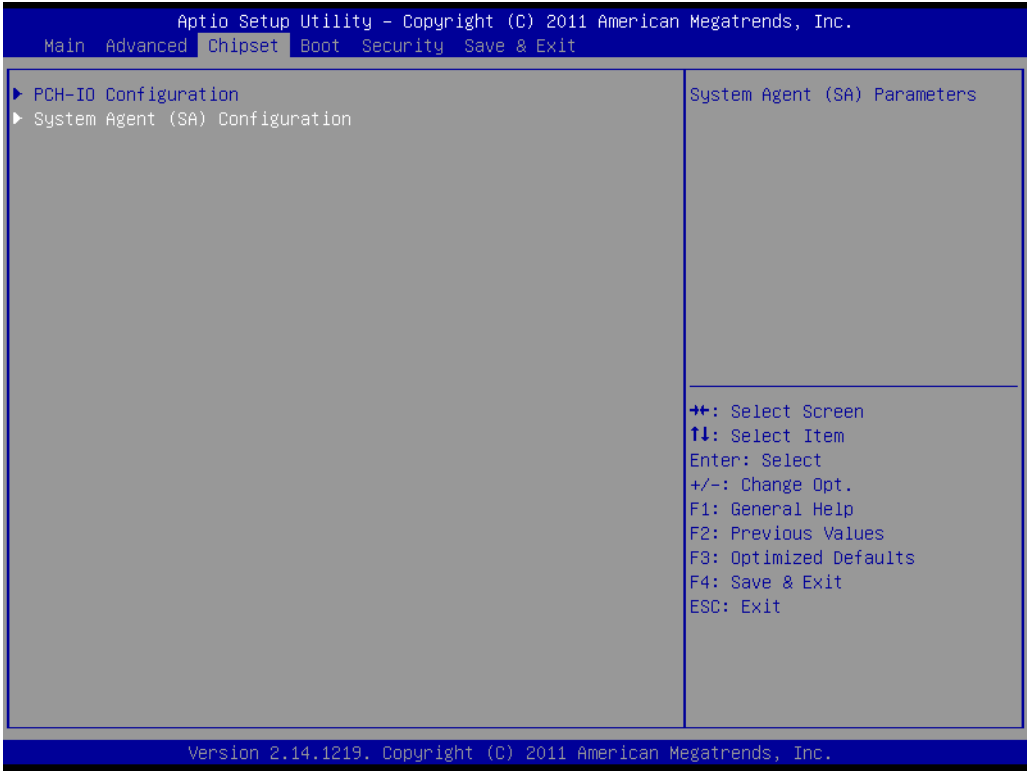 Aptio Setup Utility – Copyright (C) 2011 American Megatrends, Inc.
Main Advanced Chipset Boot Security Save & Exit
PCH-IO Configuration
System Agent (SA) Configuration
System Agent (SA) Parameters
→←: Select Screen
↑↓: Select Item
Enter: Select
+/-: Change Opt.
F1: General Help
F2: Previous Values
F3: Optimized Defaults
F4: Save & Exit
ESC: Exit
Version 2.14.1219. Copyright (C) 2011 American Megatrends, Inc.